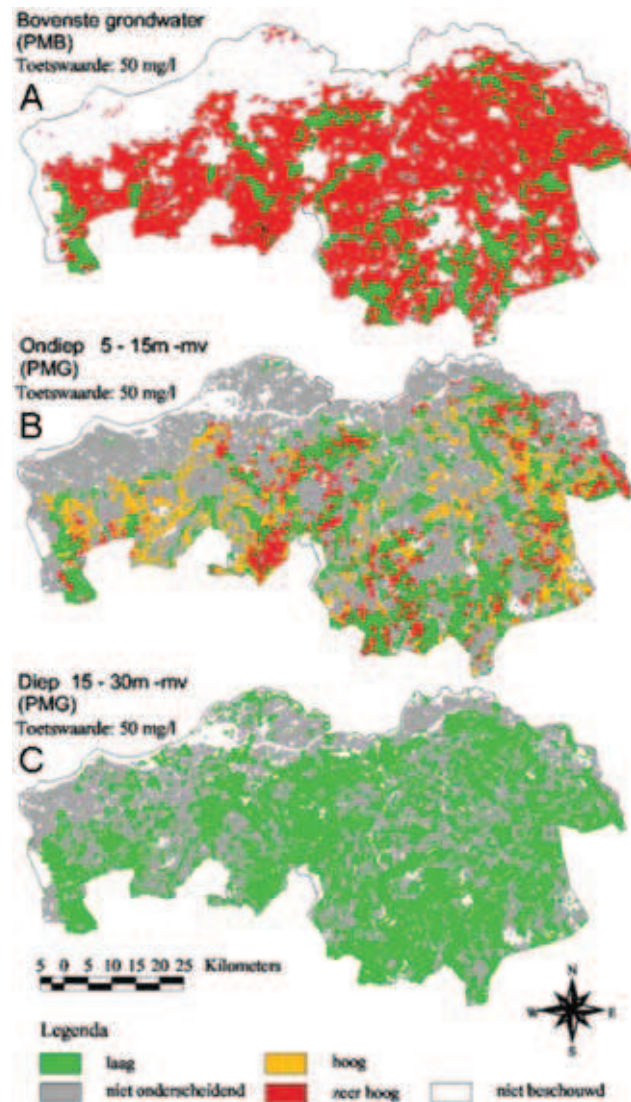 Bovenste grondwater
(PMB)
Toetswaarde: 50 mg/l
A
Ondiep 5 - 15m -mv
(PMG)
Toetswaarde: 50 mg/l
B
Diep 15 - 30m -mv
(PMG)
Toetswaarde: 50 mg/l
C
5 0 5 10 15 20 25 Kilometers
N
W E
S
Legenda
laag hoog
niet onderscheidend zeer hoog niet beschouwd